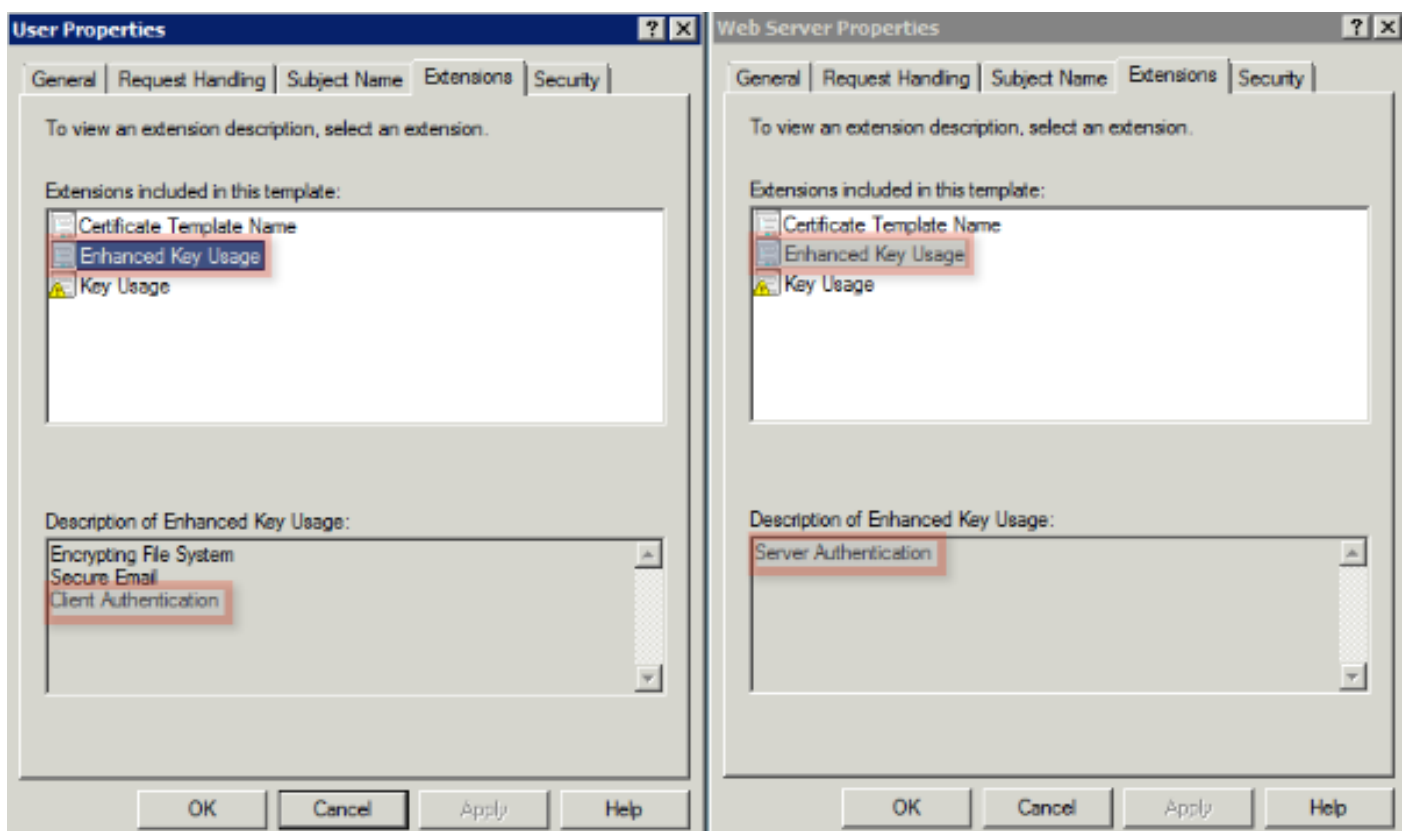 User Properties
General
Request Handling
Subject Name
Extensions
Security
To view an extension description, select an extension.
Extensions included in this template:
Certificate Template Name
Enhanced Key Usage
Key Usage
Description of Enhanced Key Usage:
Encrypting File System
Secure Email
Client Authentication
OK
Cancel
Apply
Help
Web Server Properties
General
Request Handling
Subject Name
Extensions
Security
To view an extension description, select an extension.
Extensions included in this template:
Certificate Template Name
Enhanced Key Usage
Key Usage
Description of Enhanced Key Usage:
Server Authentication
OK
Cancel
Apply
Help